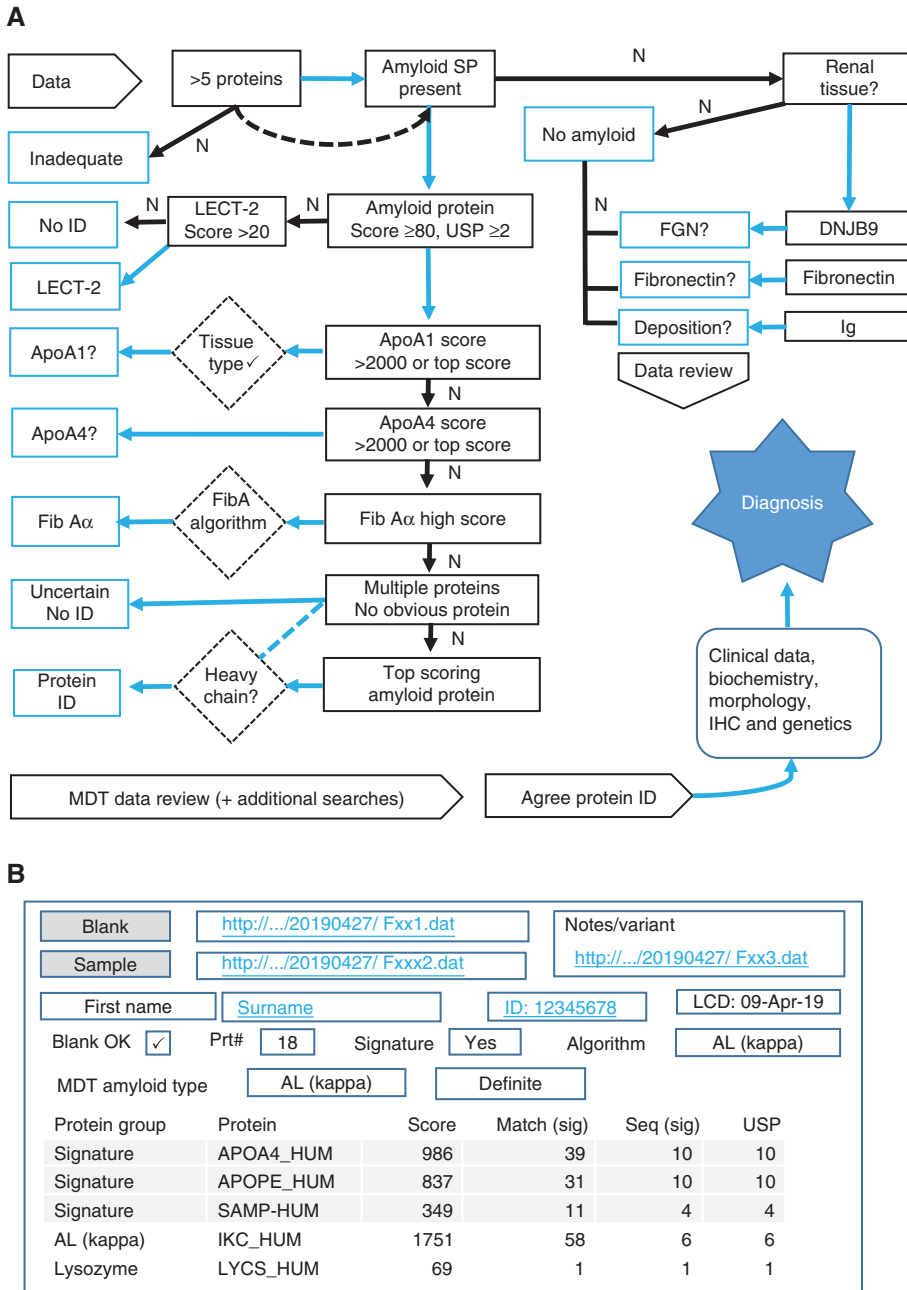 A
Data
>5 proteins
Amyloid SP
present
N
Renal
tissue?
N
No amyloid
N
Inadequate
N
No ID
N
LECT-2
Score >20
N
Amyloid protein
Score ≥80, USP ≥2
N
FGN?
DNJB9
LECT-2
Fibronectin?
Fibronectin
Deposition?
Ig
Data review
ApoA1?
Tissue
type✓
ApoA1 score
>2000 or top score
N
ApoA4?
ApoA4 score
>2000 or top score
N
Fib Aα
FibA
algorithm
Fib Aα high score
N
Diagnosis
Uncertain
No ID
Multiple proteins
No obvious protein
N
Protein
ID
Heavy
chain?
Top scoring
amyloid protein
Clinical data,
biochemistry,
morphology,
IHC and genetics
MDT data review (+ additional searches)
Agree protein ID
B
Blank
http://.../20190427/ Fxx1.dat
Notes/variant
Sample
http://.../20190427/ Fxxx2.dat
http://.../20190427/ Fxx3.dat
First name
Surname
ID: 12345678
LCD: 09-Apr-19
Blank OK ✓ Prt# 18 Signature Yes Algorithm AL (kappa)
MDT amyloid type AL (kappa) Definite
Protein group Protein Score Match (sig) Seq (sig) USP
Signature APOA4_HUM 986 39 10 10
Signature APOPE_HUM 837 31 10 10
Signature SAMP-HUM 349 11 4 4
AL (kappa) IKC_HUM 1751 58 6 6
Lysozyme LYCS_HUM 69 1 1 1